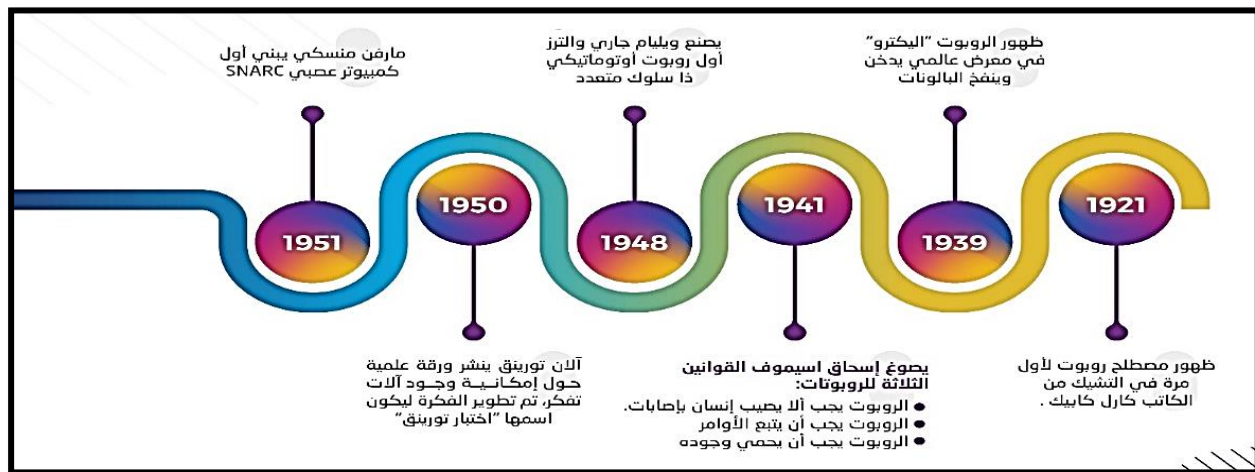 1921
ظهور مصطلح روبوت لأول
مرة في التشيك من
الكاتب كارل كابيك .
ظهور الروبوت "اليكترو"
في معرض عالمي يدخن
وينفخ البالونات
1939
1941
يصوغ إسحاق اسيموف القوانين
الثلاثة للروبوتات:
● الروبوت يجب ألا يصيب إنسان بإصابات.
● الروبوت يجب أن يتبع الأوامر
● الروبوت يجب أن يحمي وجوده
يصنع ويليام جاري والترز
أول روبوت أوتوماتيكي
ذا سلوك متعدد
1948
1950
آلان تورينق ينشر ورقة علمية
حول إمكانية وجود آلات
تفكر، تم تطوير الفكرة ليكون
اسمها "اختبار تورينق"
مارفن منسكي يبني أول
كمبيوتر عصبي SNARC
1951